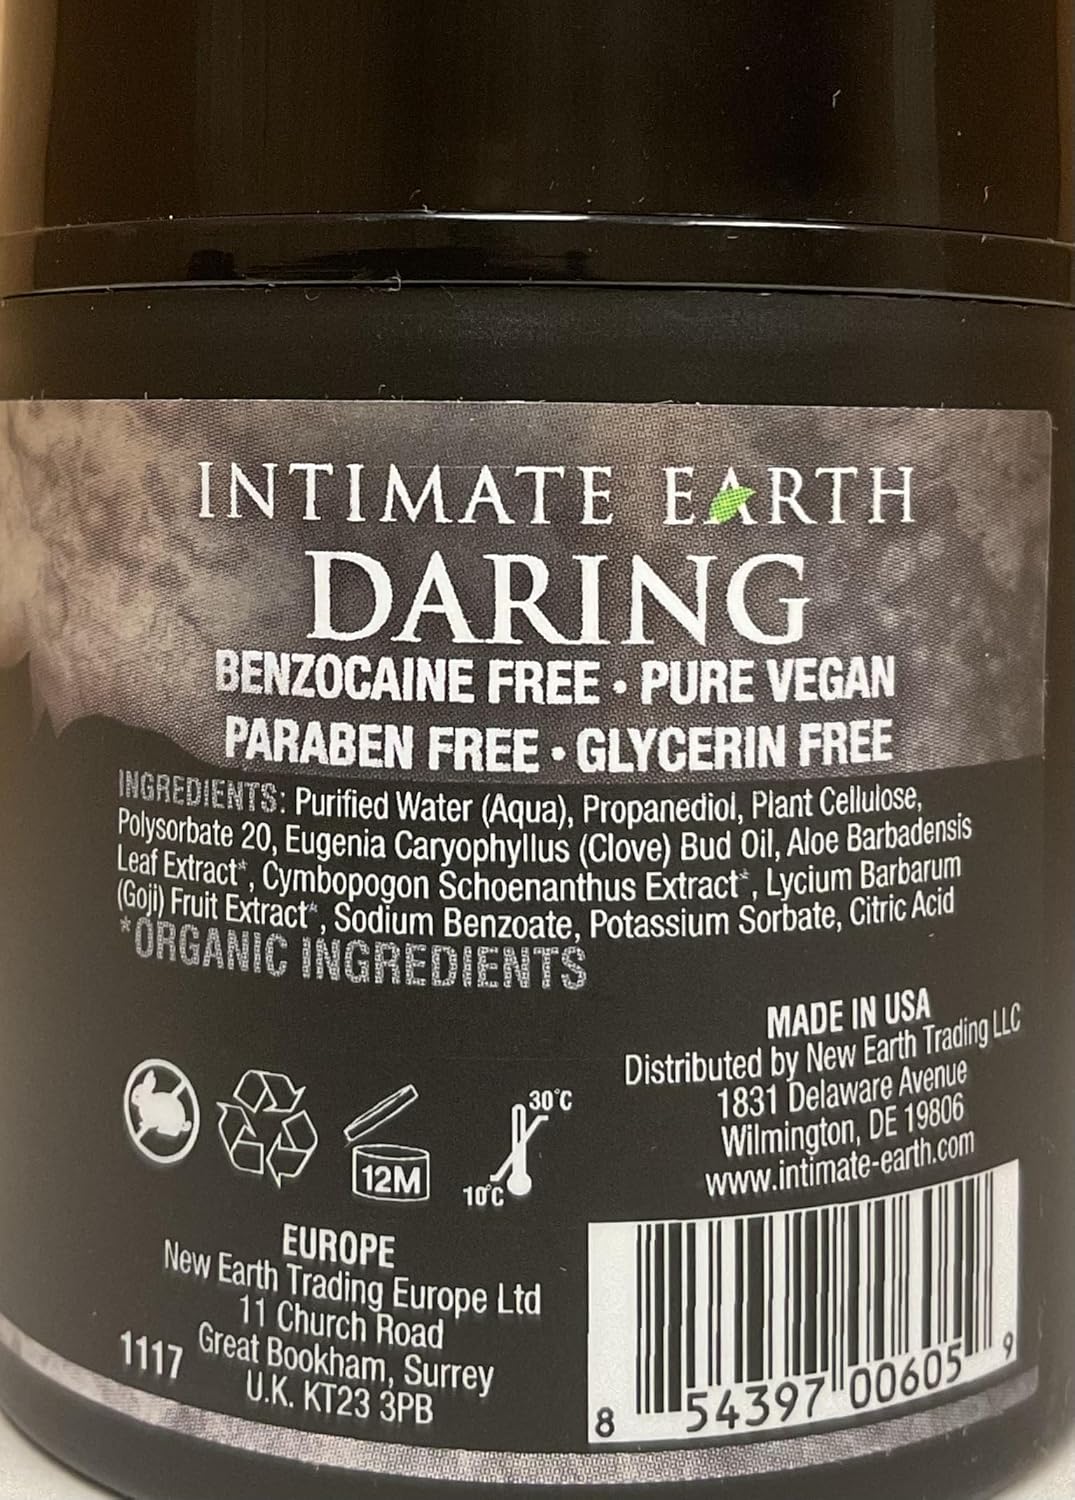 INTIMATE EARTH
DARING
BENZOCAINE FREE • PURE VEGAN
PARABEN FREE • GLYCERIN FREE
INGREDIENTS: Purified Water (Aqua), Propanediol, Plant Cellulose,
Polysorbate 20, Eugenia Caryophyllus (Clove) Bud Oil, Aloe Barbadensis
Leaf Extract*, Cymbopogon Schoenanthus Extract*, Lycium Barbarum
(Goji) Fruit Extract*, Sodium Benzoate, Potassium Sorbate, Citric Acid
*ORGANIC INGREDIENTS
MADE IN USA
Distributed by New Earth Trading LLC
1831 Delaware Avenue
Wilmington, DE 19806
www.intimate-earth.com
12M
30°C
10°C
EUROPE
New Earth Trading Europe Ltd
11 Church Road
Great Bookham, Surrey
U.K. KT23 3PB
1117
8 54397 00605 9